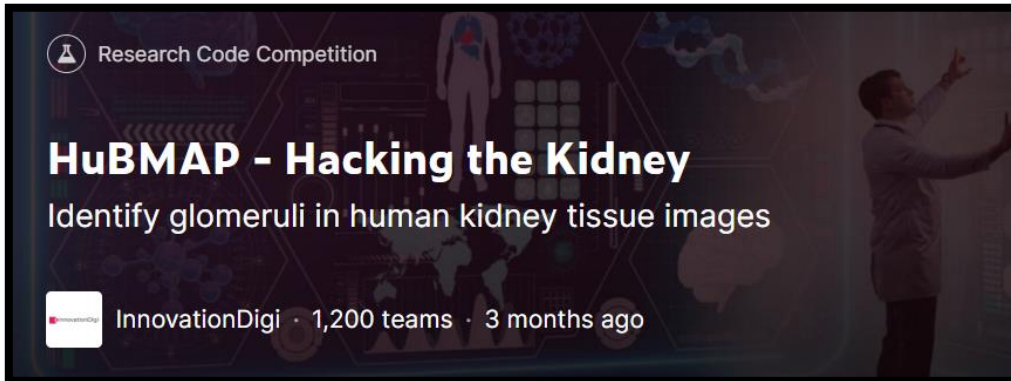 Research Code Competition
HuBMAP - Hacking the Kidney
Identify glomeruli in human kidney tissue images
InnovationDigi · 1,200 teams · 3 months ago